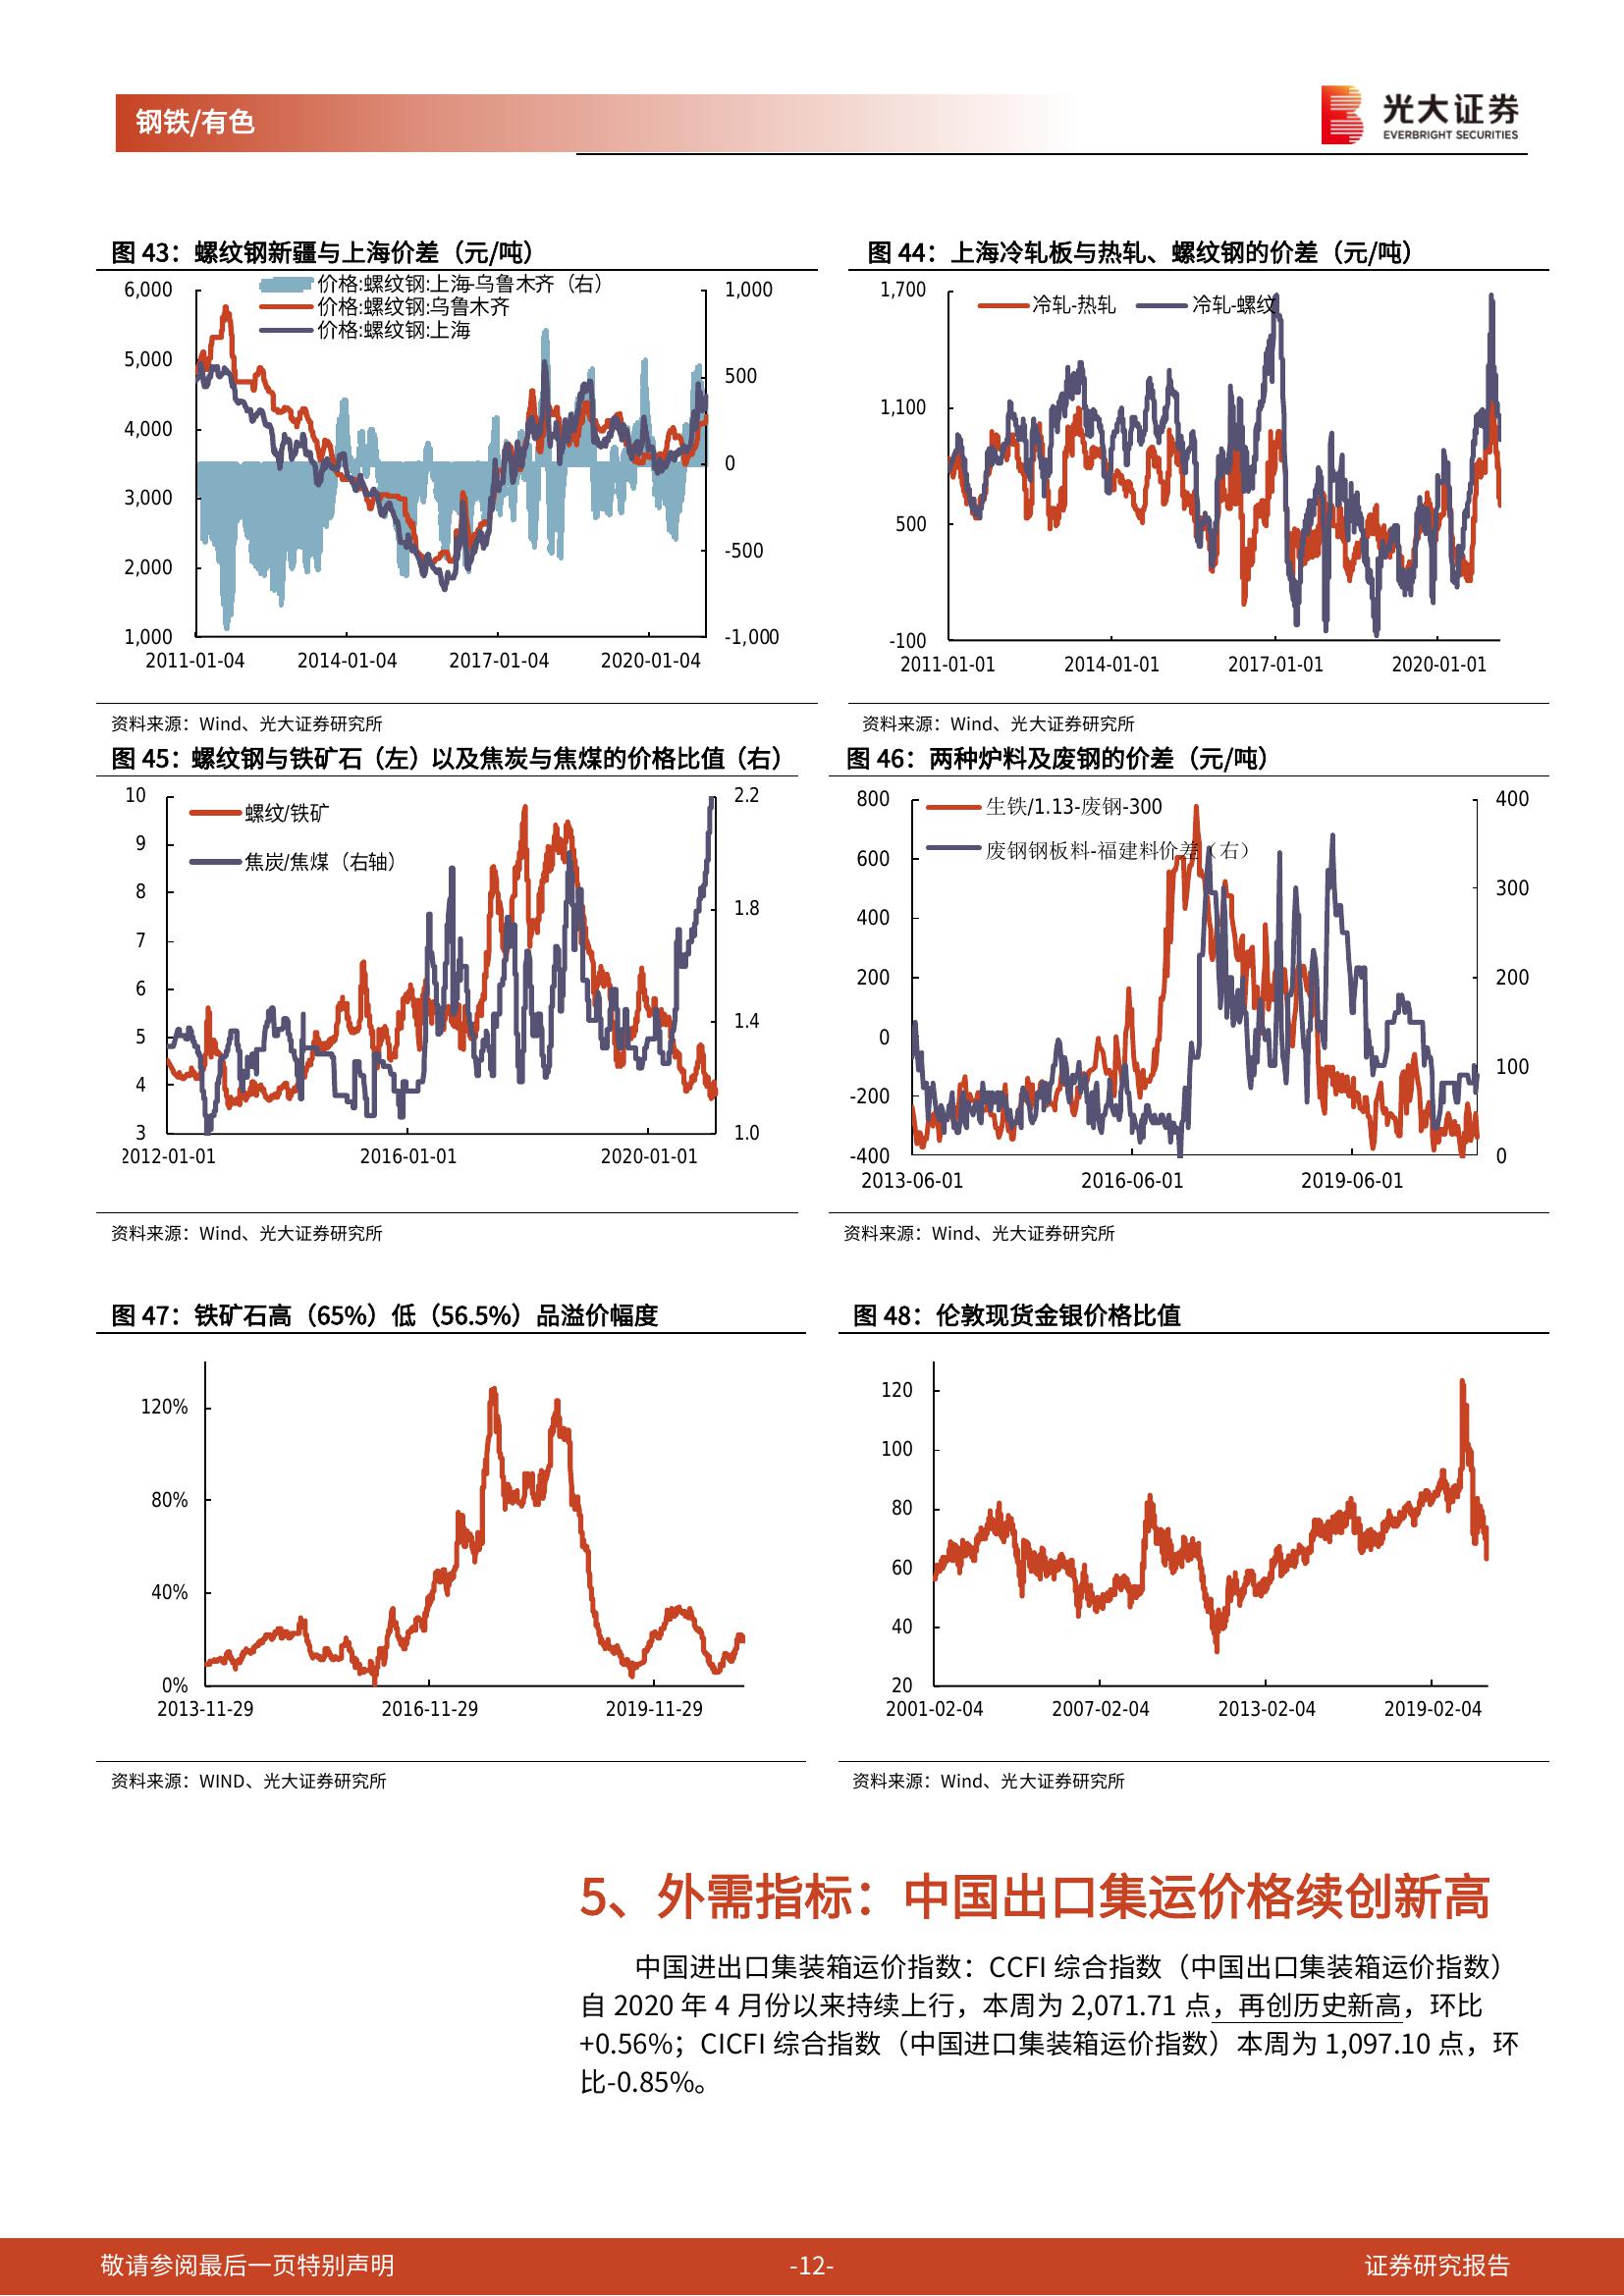 钢铁/有色
光大证券
EVERBRIGHT SECURITIES
图 43：螺纹钢新疆与上海价差（元/吨）
价格:螺纹钢:上海-乌鲁木齐（右）
价格:螺纹钢:乌鲁木齐
价格:螺纹钢:上海
6,000
5,000
4,000
3,000
2,000
1,000
1,000
500
0
-500
-1,000
2011-01-04 2014-01-04 2017-01-04 2020-01-04
资料来源：Wind、光大证券研究所
图 44：上海冷轧板与热轧、螺纹钢的价差（元/吨）
冷轧-热轧 冷轧-螺纹
1,700
1,100
500
-100
2011-01-01 2014-01-01 2017-01-01 2020-01-01
资料来源：Wind、光大证券研究所
图 45：螺纹钢与铁矿石（左）以及焦炭与焦煤的价格比值（右）
螺纹/铁矿
焦炭/焦煤（右轴）
10
9
8
7
6
5
4
3
2.2
1.8
1.4
1.0
2012-01-01 2016-01-01 2020-01-01
资料来源：Wind、光大证券研究所
图 46：两种炉料及废钢的价差（元/吨）
生铁/1.13-废钢-300
废钢钢板料-福建料价差（右）
800
600
400
200
0
-200
-400
400
300
200
100
0
2013-06-01 2016-06-01 2019-06-01
资料来源：Wind、光大证券研究所
图 47：铁矿石高（65%）低（56.5%）品溢价幅度
120%
80%
40%
0%
2013-11-29 2016-11-29 2019-11-29
资料来源：WIND、光大证券研究所
图 48：伦敦现货金银价格比值
120
100
80
60
40
20
2001-02-04 2007-02-04 2013-02-04 2019-02-04
资料来源：Wind、光大证券研究所
5、外需指标：中国出口集运价格续创新高
中国进出口集装箱运价指数：CCFI 综合指数（中国出口集装箱运价指数）
自 2020 年 4 月份以来持续上行，本周为 2,071.71 点，再创历史新高，环比
+0.56%；CICFI 综合指数（中国进口集装箱运价指数）本周为 1,097.10 点，环
比-0.85%。
敬请参阅最后一页特别声明 -12- 证券研究报告